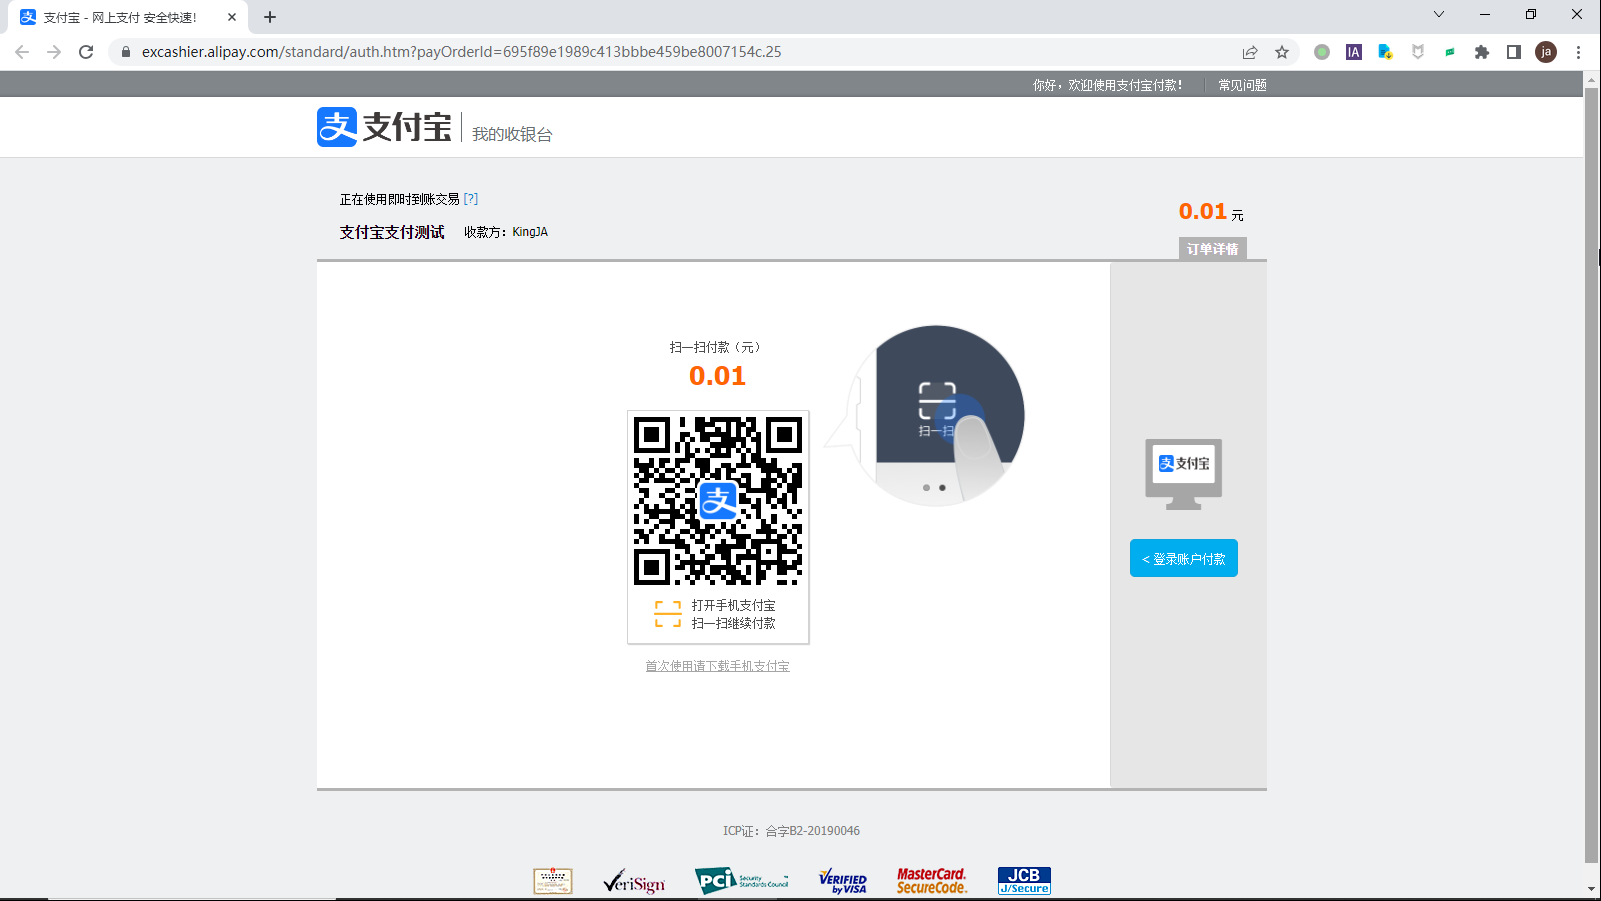 支付宝 - 网上支付 安全快速！
excashier.alipay.com/standard/auth.htm?payOrderId=695f89e1989c413bbbe459be8007154c.25
IA
ja
你好，欢迎使用支付宝付款！
常见问题
支 支付宝
我的收银台
正在使用即时到账交易 [?]
0.01 元
支付宝支付测试 收款方：KingJA
订单详情
扫一扫付款（元）
0.01
扫一扫
支
支 支付宝
< 登录账户付款
打开手机支付宝
扫一扫继续付款
首次使用请下载手机支付宝
ICP证：合字B2-20190046
VeriSign
PCI Security Standards Council
VERIFIED by VISA
MasterCard. SecureCode.
JCB J/Secure